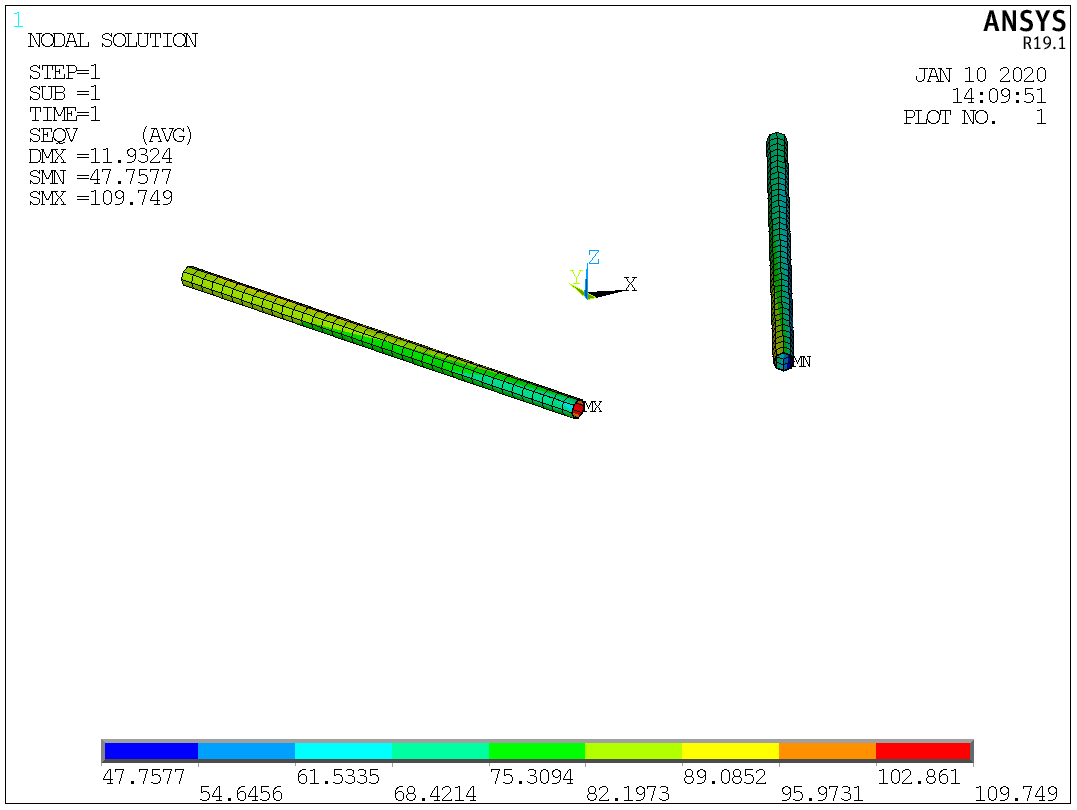 1
ANSYS
R19.1
NODAL SOLUTION
STEP=1
SUB =1
TIME=1
SEQV     (AVG)
DMX =11.9324
SMN =47.7577
SMX =109.749
JAN 10 2020
14:09:51
PLOT NO.   1
Z
Y
X
MN
MX
47.7577 61.5335 75.3094 89.0852 102.861
54.6456 68.4214 82.1973 95.9731 109.749